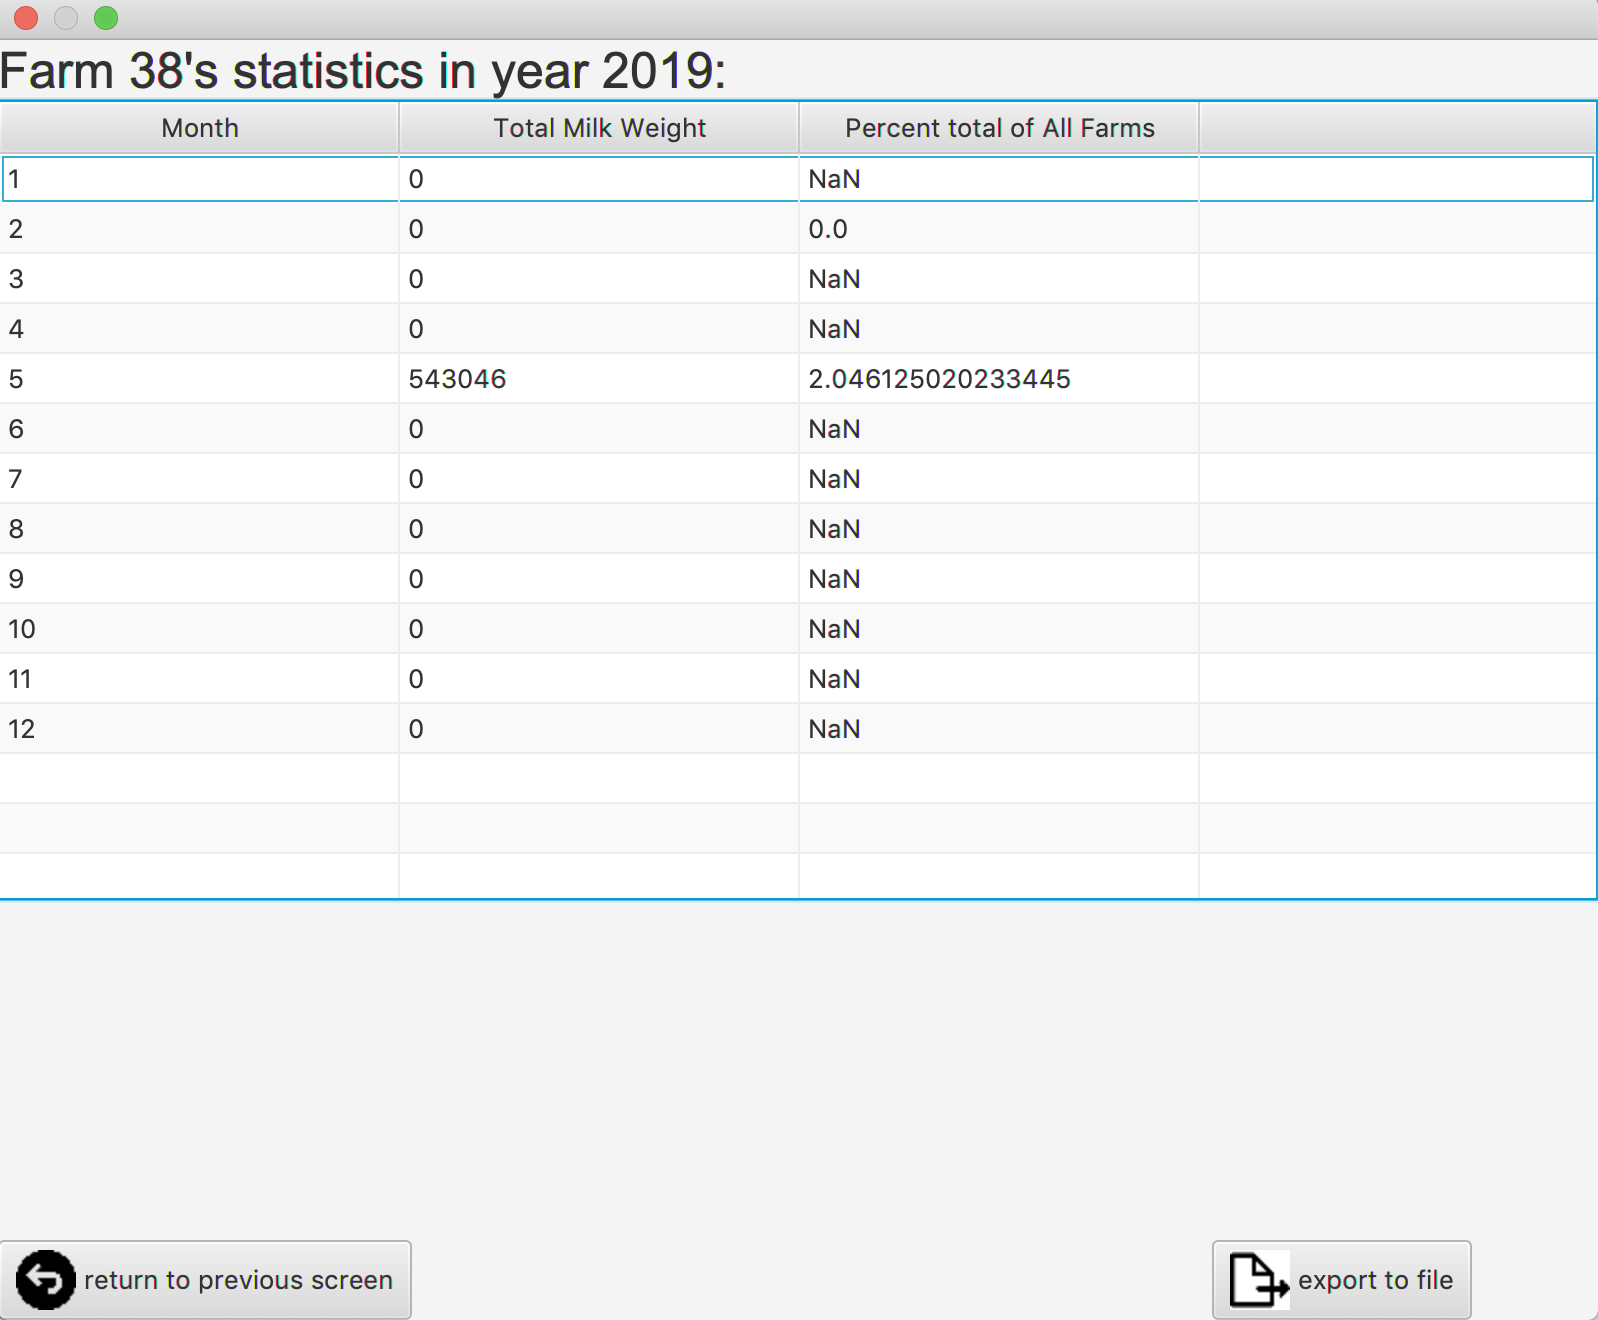 Farm 38's statistics in year 2019:
Month Total Milk Weight Percent total of All Farms
1 0 NaN
2 0 0.0
3 0 NaN
4 0 NaN
5 543046 2.046125020233445
6 0 NaN
7 0 NaN
8 0 NaN
9 0 NaN
10 0 NaN
11 0 NaN
12 0 NaN
return to previous screen export to file